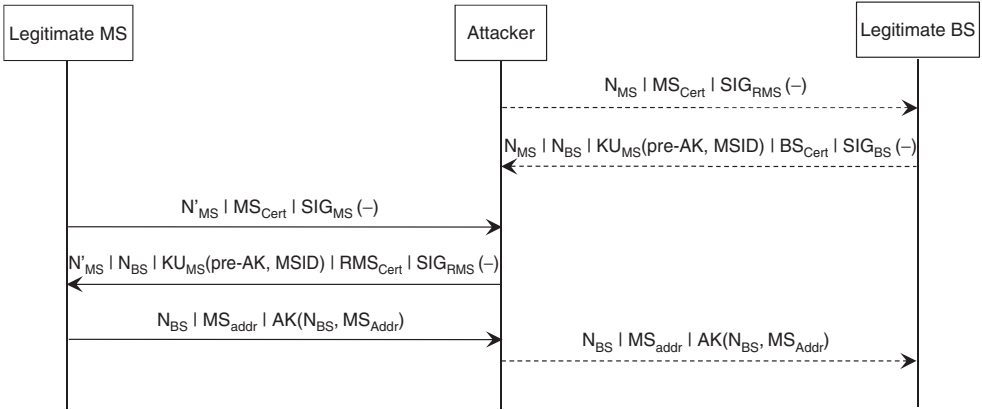 Legitimate MS
Attacker
Legitimate BS
N_MS | MS_Cert | SIG_RMS (–)
N_MS | N_BS | KU_MS(pre-AK, MSID) | BS_Cert | SIG_BS (–)
N'_MS | MS_Cert | SIG_MS (–)
N'_MS | N_BS | KU_MS(pre-AK, MSID) | RMS_Cert | SIG_RMS (–)
N_BS | MS_addr | AK(N_BS, MS_Addr)
N_BS | MS_addr | AK(N_BS, MS_Addr)